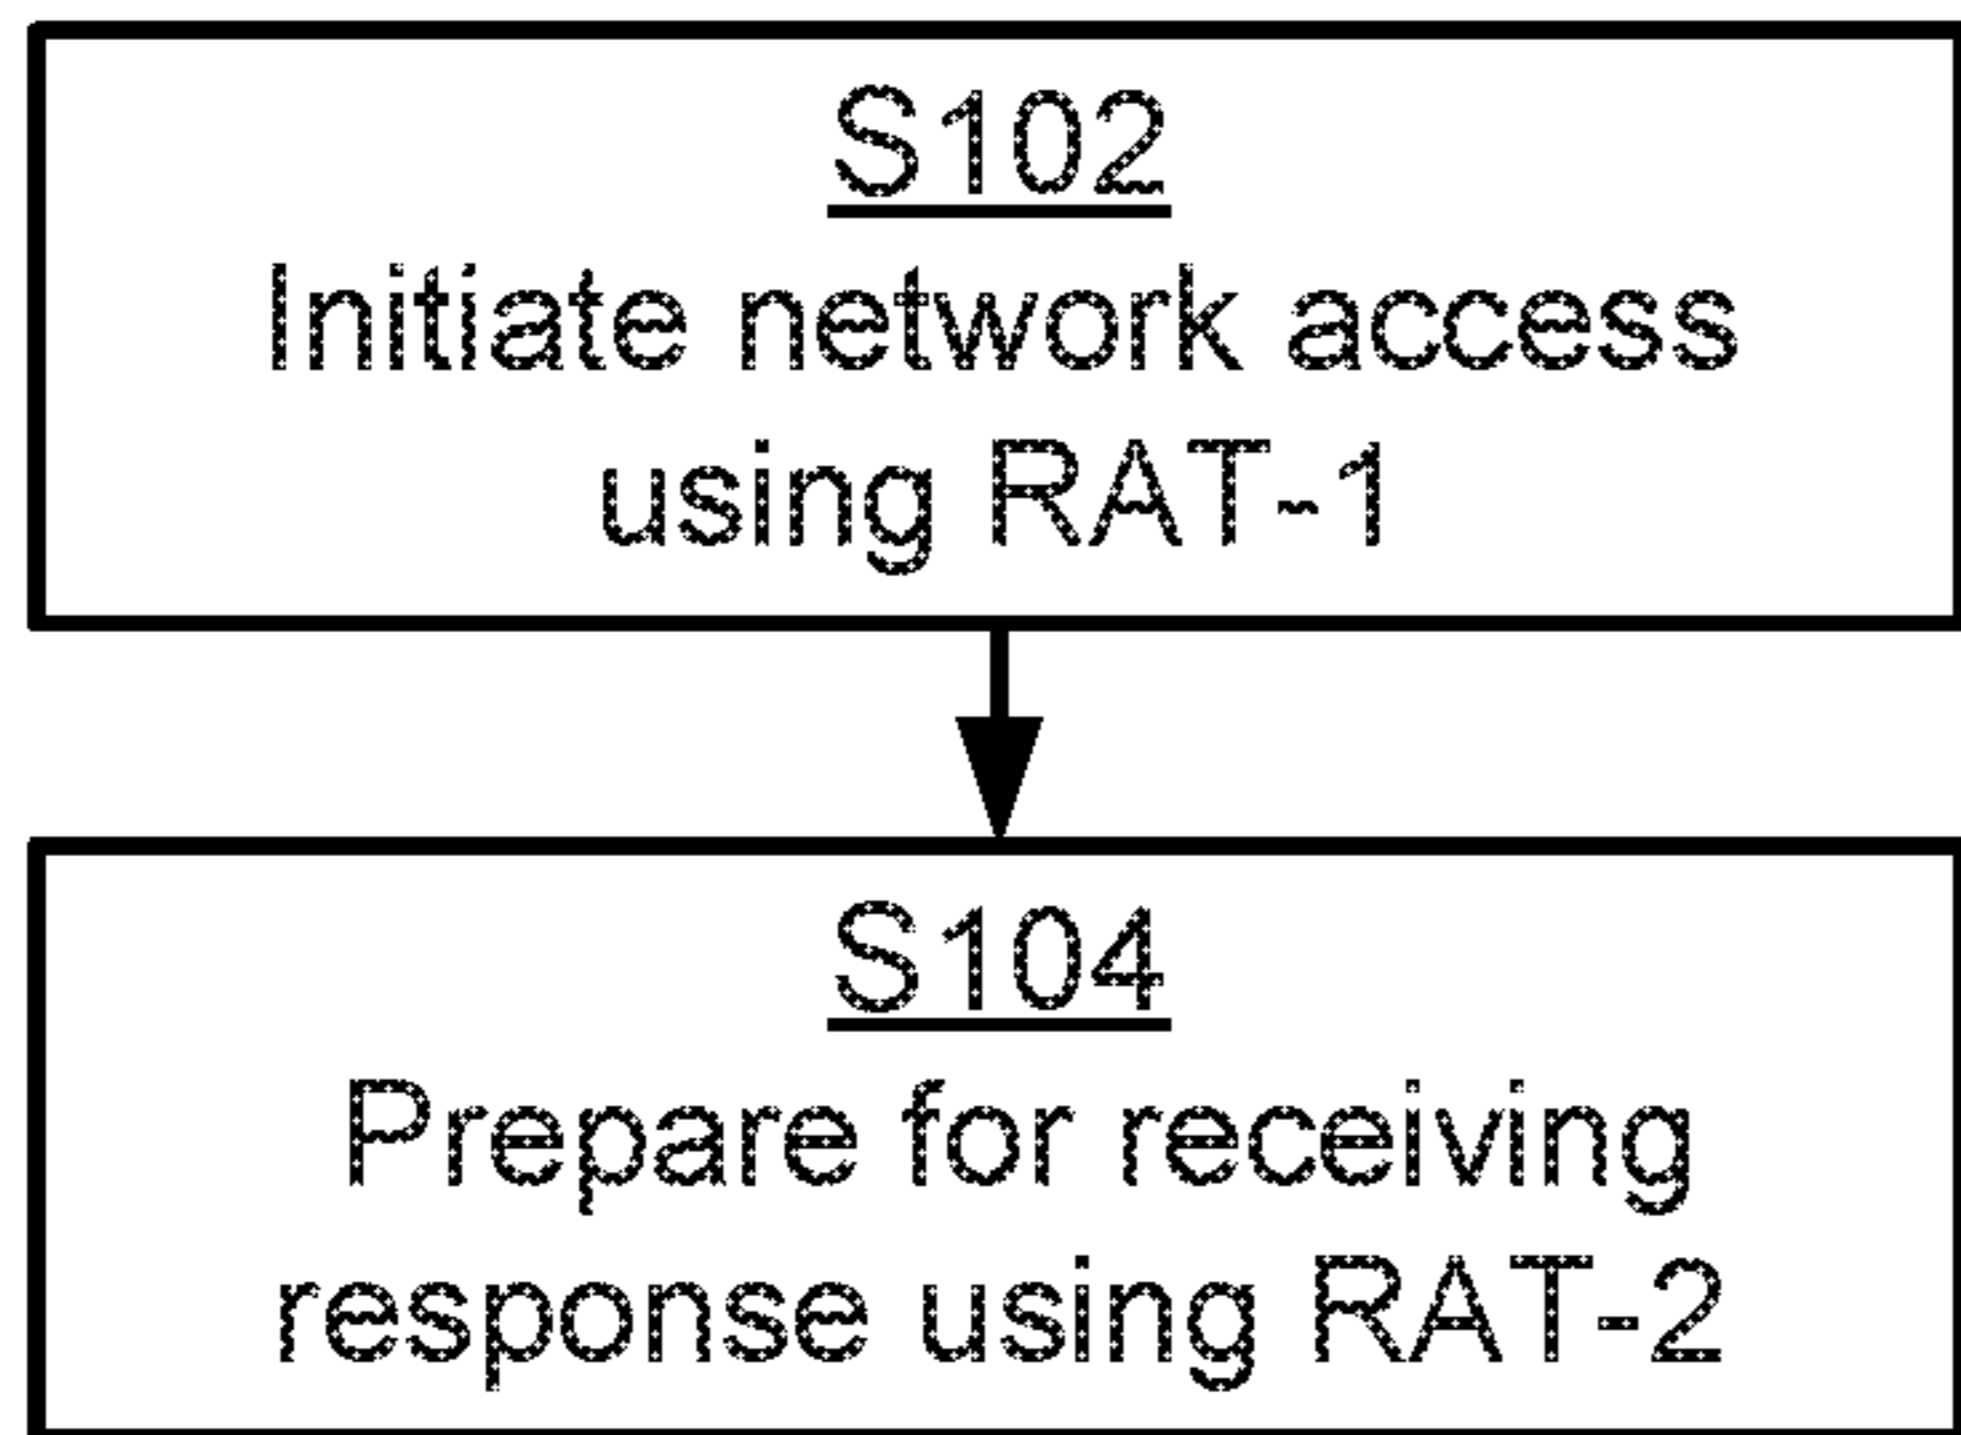 S102
Initiate network access
using RAT-1
S104
Prepare for receiving
response using RAT-2